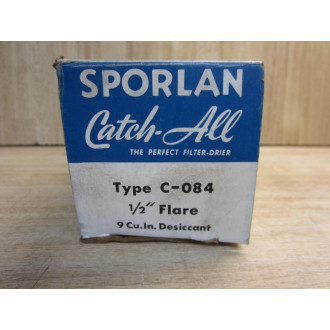 SPORLAN
Catch-All
THE PERFECT FILTER-DRIER
Type C-084
1/2" Flare
9 Cu.In. Desiccant